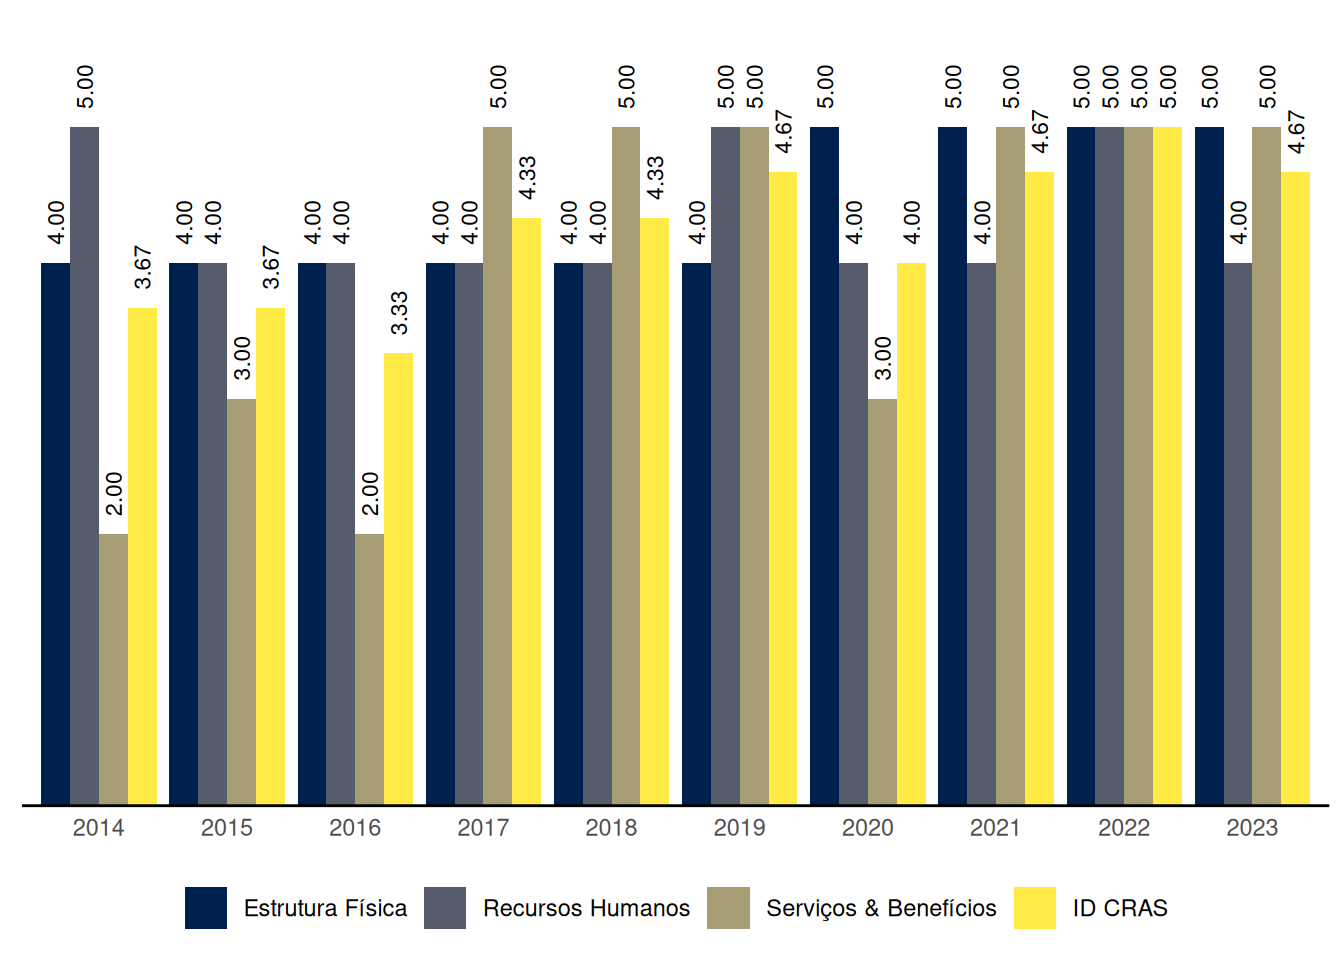 4.00 5.00 2.00 3.67
4.00 4.00 3.00 3.67
4.00 4.00 2.00 3.33
4.00 4.00 5.00 4.33
4.00 4.00 5.00 4.33
4.00 5.00 5.00 4.67
5.00 4.00 3.00 4.00
5.00 4.00 5.00 4.67
5.00 5.00 5.00 5.00
5.00 4.00 5.00 4.67
2014 2015 2016 2017 2018 2019 2020 2021 2022 2023
Estrutura Física Recursos Humanos Serviços & Benefícios ID CRAS